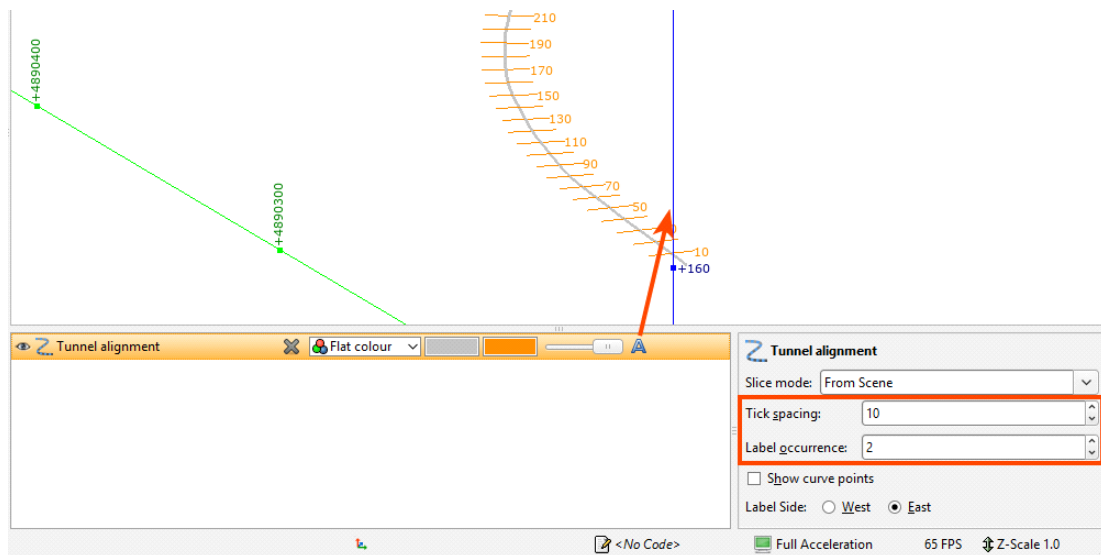 210
+4890400
190
170
150
130
110
90
+4890300
70
50
10
+160
Tunnel alignment
Flat colour
Tunnel alignment
Slice mode: From Scene
Tick spacing: 10
Label occurrence: 2
Show curve points
Label Side: West East
<No Code>
Full Acceleration
65 FPS
Z-Scale 1.0